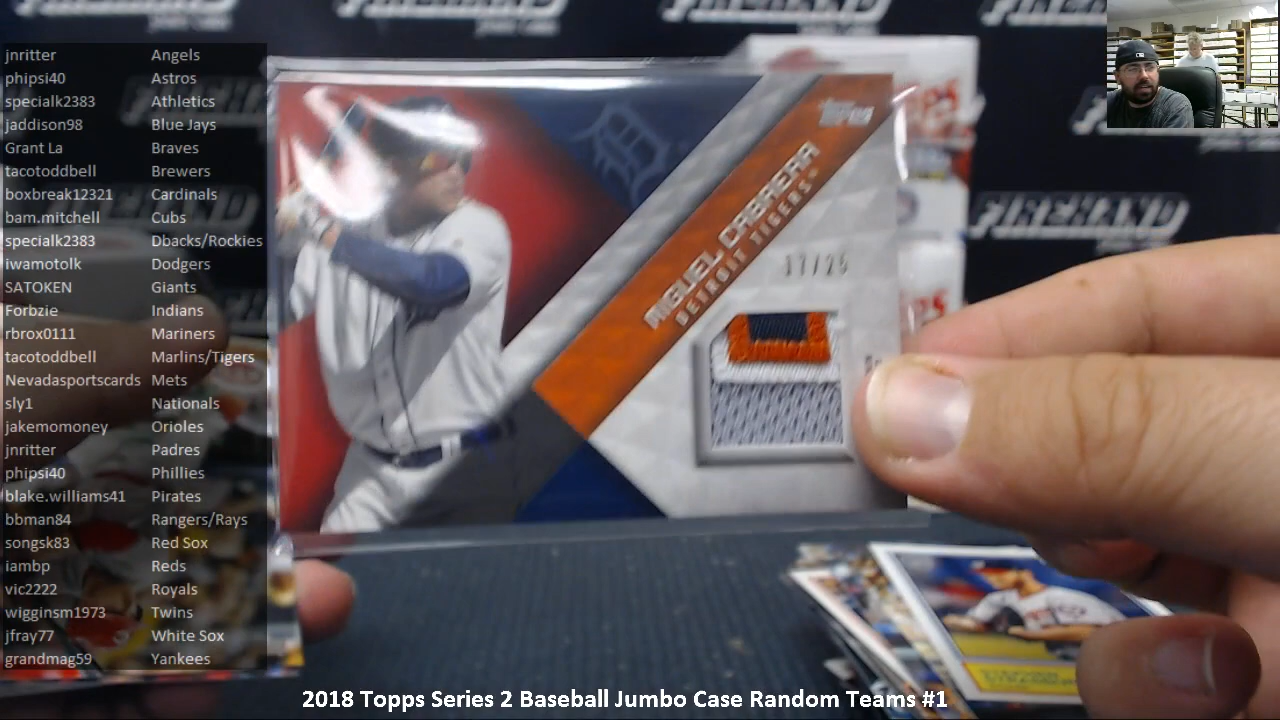 FIREHAND
jnritter Angels
phipsi40 Astros
specialk2383 Athletics
jaddison98 Blue Jays
Grant La Braves
tacotoddbell Brewers
boxbreak12321 Cardinals
bam.mitchell Cubs
specialk2383 Dbacks/Rockies
iwamotolk Dodgers
SATOKEN Giants
Forbzie Indians
rbrox0111 Mariners
tacotoddbell Marlins/Tigers
Nevadasportscards Mets
sly1 Nationals
jakemomoney Orioles
jnritter Padres
phipsi40 Phillies
blake.williams41 Pirates
bbman84 Rangers/Rays
songsk83 Red Sox
iambp Reds
vic2222 Royals
wigginsm1973 Twins
jfray77 White Sox
grandmag59 Yankees
TOPPS
MIGUEL CABRERA
DETROIT TIGERS
17/25
FIREHAND
2018 Topps Series 2 Baseball Jumbo Case Random Teams #1